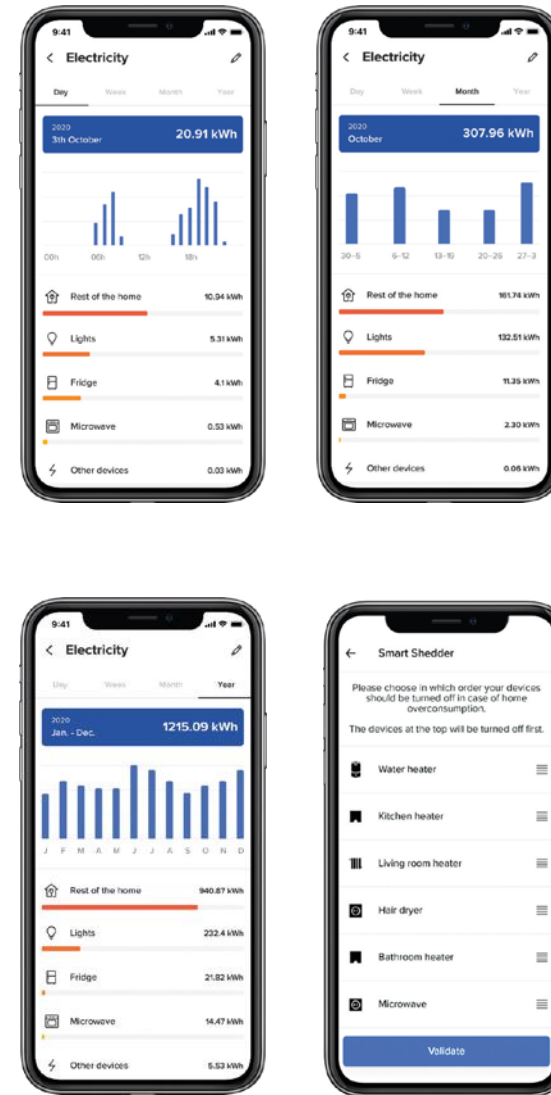 9:41
Electricity
Day Week Month Year
2020
3th October
20.91 kWh
00h 06h 12h 18h
Rest of the home 10.94 kWh
Lights 5.31 kWh
Fridge 4.1 kWh
Microwave 0.53 kWh
Other devices 0.03 kWh
9:41
Electricity
Day Week Month Year
2020
October
307.96 kWh
30-5 6-12 13-19 20-26 27-3
Rest of the home 161.74 kWh
Lights 132.51 kWh
Fridge 11.35 kWh
Microwave 2.30 kWh
Other devices 0.06 kWh
9:41
Electricity
Day Week Month Year
2020
Jan. - Dec.
1215.09 kWh
J F M A M J J A S O N D
Rest of the home 940.87 kWh
Lights 232.4 kWh
Fridge 21.82 kWh
Microwave 14.47 kWh
Other devices 5.53 kWh
Smart Shedder
Please choose in which order your devices
should be turned off in case of home
overconsumption.
The devices at the top will be turned off first.
Water heater
Kitchen heater
Living room heater
Hair dryer
Bathroom heater
Microwave
Validate